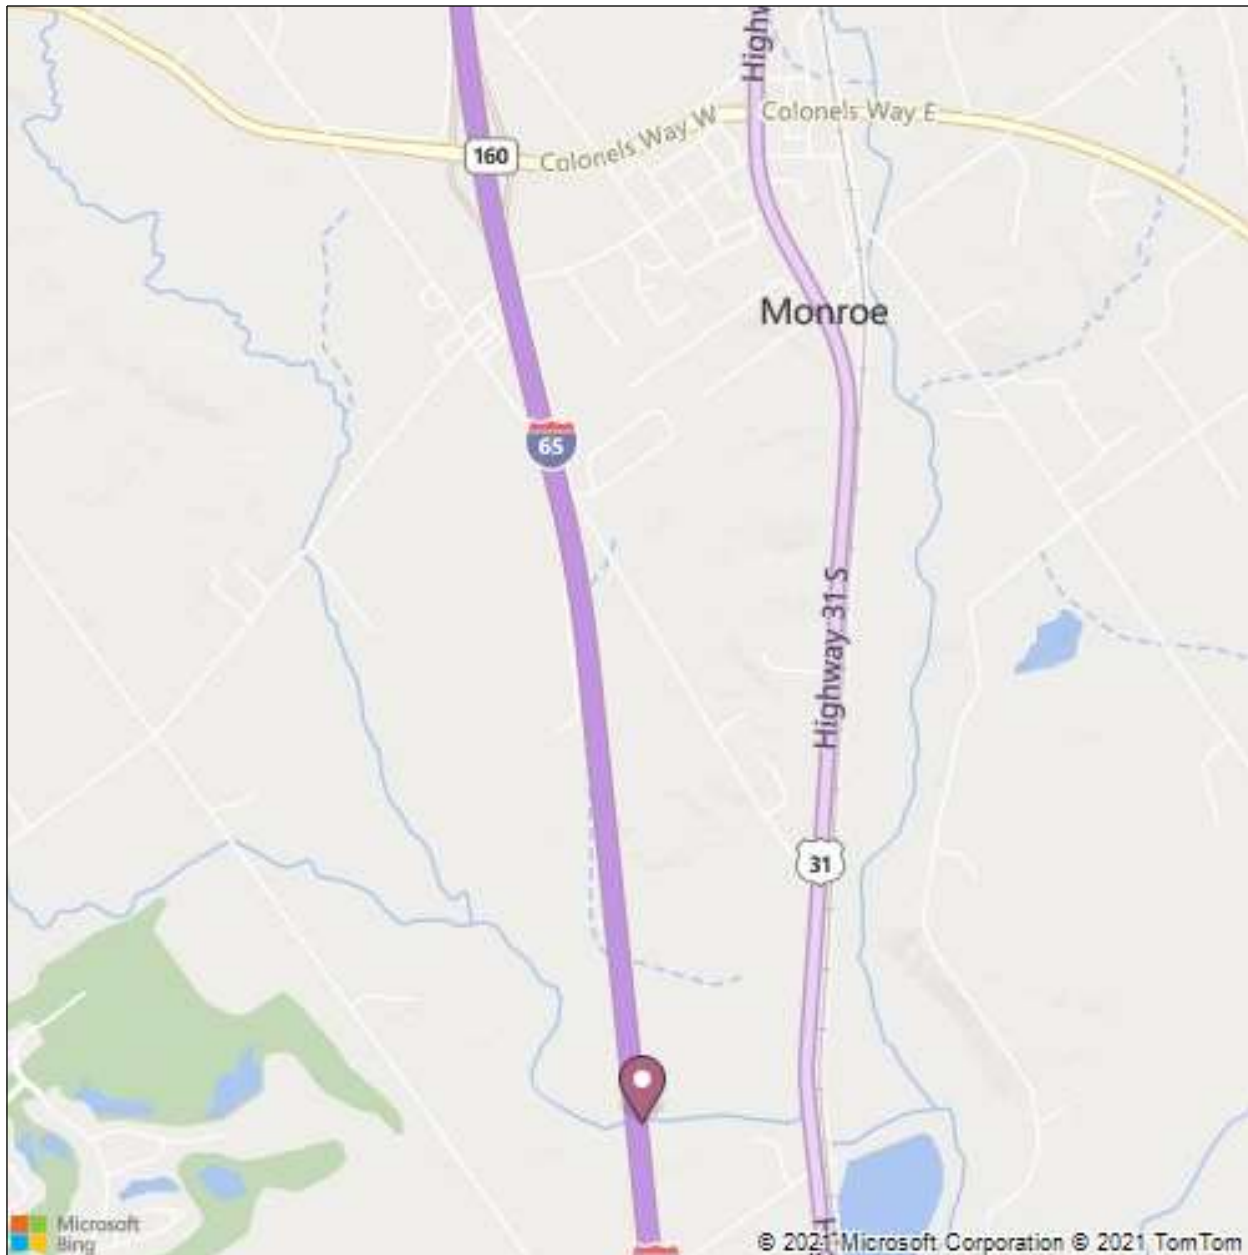 Highw
Colonels Way W
Colonels Way E
160
Monroe
65
Highway 31 S
31
H
Microsoft
Bing
© 2021 Microsoft Corporation © 2021 TomTom